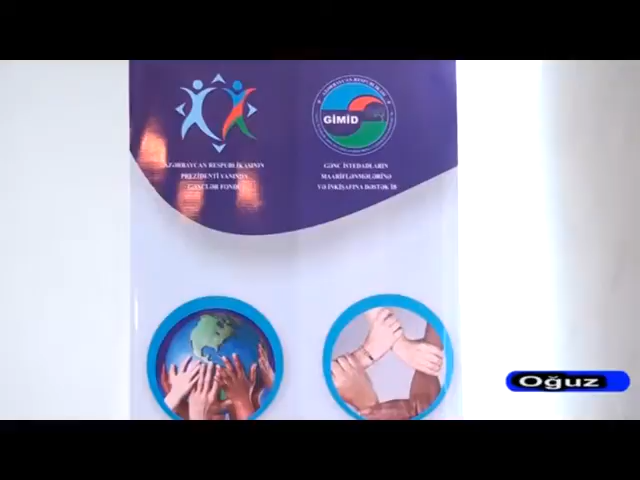 AZƏRBAYCAN RESPUBLİKASININ
PREZİDENTİ YANINDA
GƏNCLƏR FONDU
GİMİD
GƏNC İSTEDADLARIN
MAARİFLƏNMƏLƏRİNƏ
VƏ İNKİŞAFINA DƏSTƏK İB
Oğuz